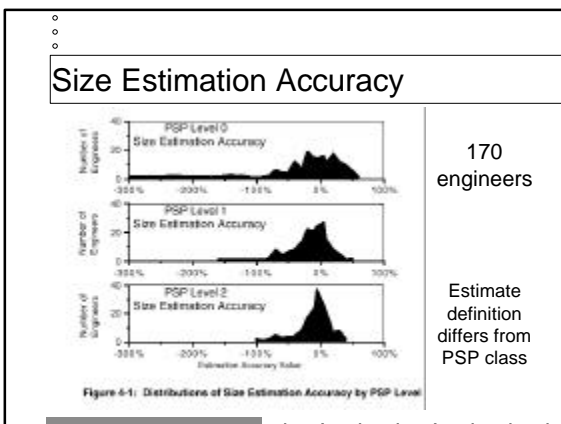 Size Estimation Accuracy
PSP Level 0
Size Estimation Accuracy
Number of
Engineers
40
20
0
-300%
-200%
-100%
0%
100%
PSP Level 1
Size Estimation Accuracy
Number of
Engineers
40
20
0
-300%
-200%
-100%
0%
100%
PSP Level 2
Size Estimation Accuracy
Number of
Engineers
40
20
0
-300%
-200%
-100%
0%
100%
Estimation Accuracy Value
Figure 4-1: Distributions of Size Estimation Accuracy by PSP Level
170
engineers
Estimate
definition
differs from
PSP class